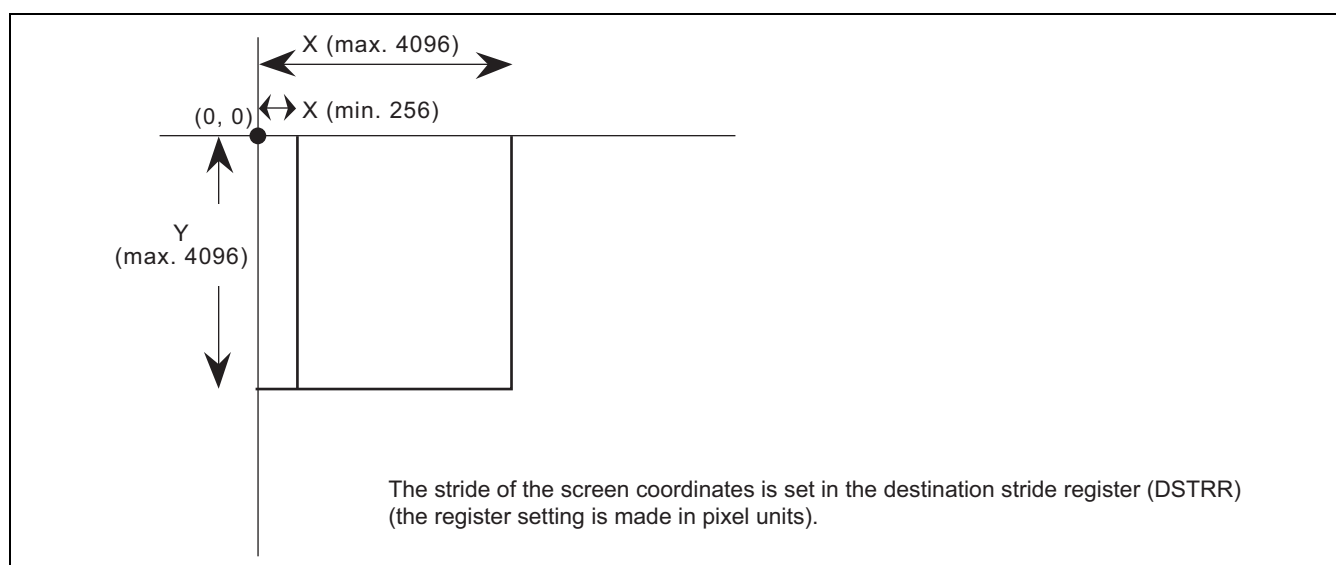 X (max. 4096)
X (min. 256)
(0, 0)
Y
(max. 4096)
The stride of the screen coordinates is set in the destination stride register (DSTRR)
(the register setting is made in pixel units).